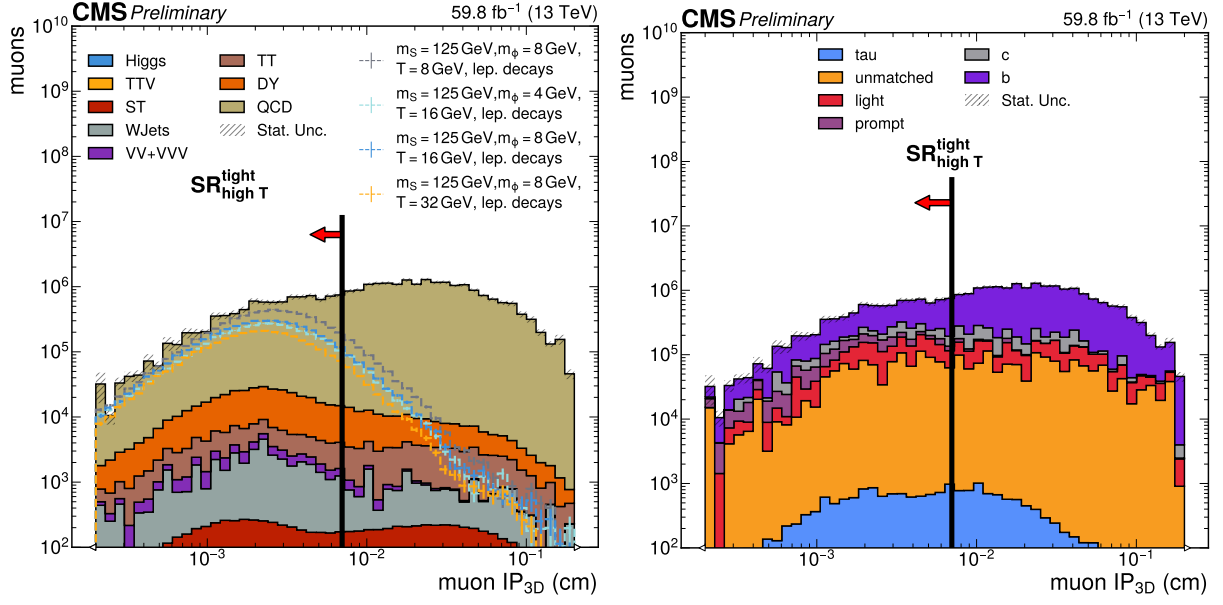 CMS Preliminary
59.8 fb⁻¹ (13 TeV)
muons
10¹⁰
10⁹
10⁸
10⁷
10⁶
10⁵
10⁴
10³
10²
Higgs
TTV
ST
WJets
VV+VVV
TT
DY
QCD
Stat. Unc.
m_S = 125 GeV, m_ϕ = 8 GeV,
T = 8 GeV, lep. decays
m_S = 125 GeV, m_ϕ = 4 GeV,
T = 16 GeV, lep. decays
m_S = 125 GeV, m_ϕ = 8 GeV,
T = 16 GeV, lep. decays
m_S = 125 GeV, m_ϕ = 8 GeV,
T = 32 GeV, lep. decays
SR^tight_high T
10⁻³
10⁻²
10⁻¹
muon IP_3D (cm)
CMS Preliminary
59.8 fb⁻¹ (13 TeV)
muons
10¹⁰
10⁹
10⁸
10⁷
10⁶
10⁵
10⁴
10³
10²
tau
unmatched
light
prompt
c
b
Stat. Unc.
SR^tight_high T
10⁻³
10⁻²
10⁻¹
muon IP_3D (cm)